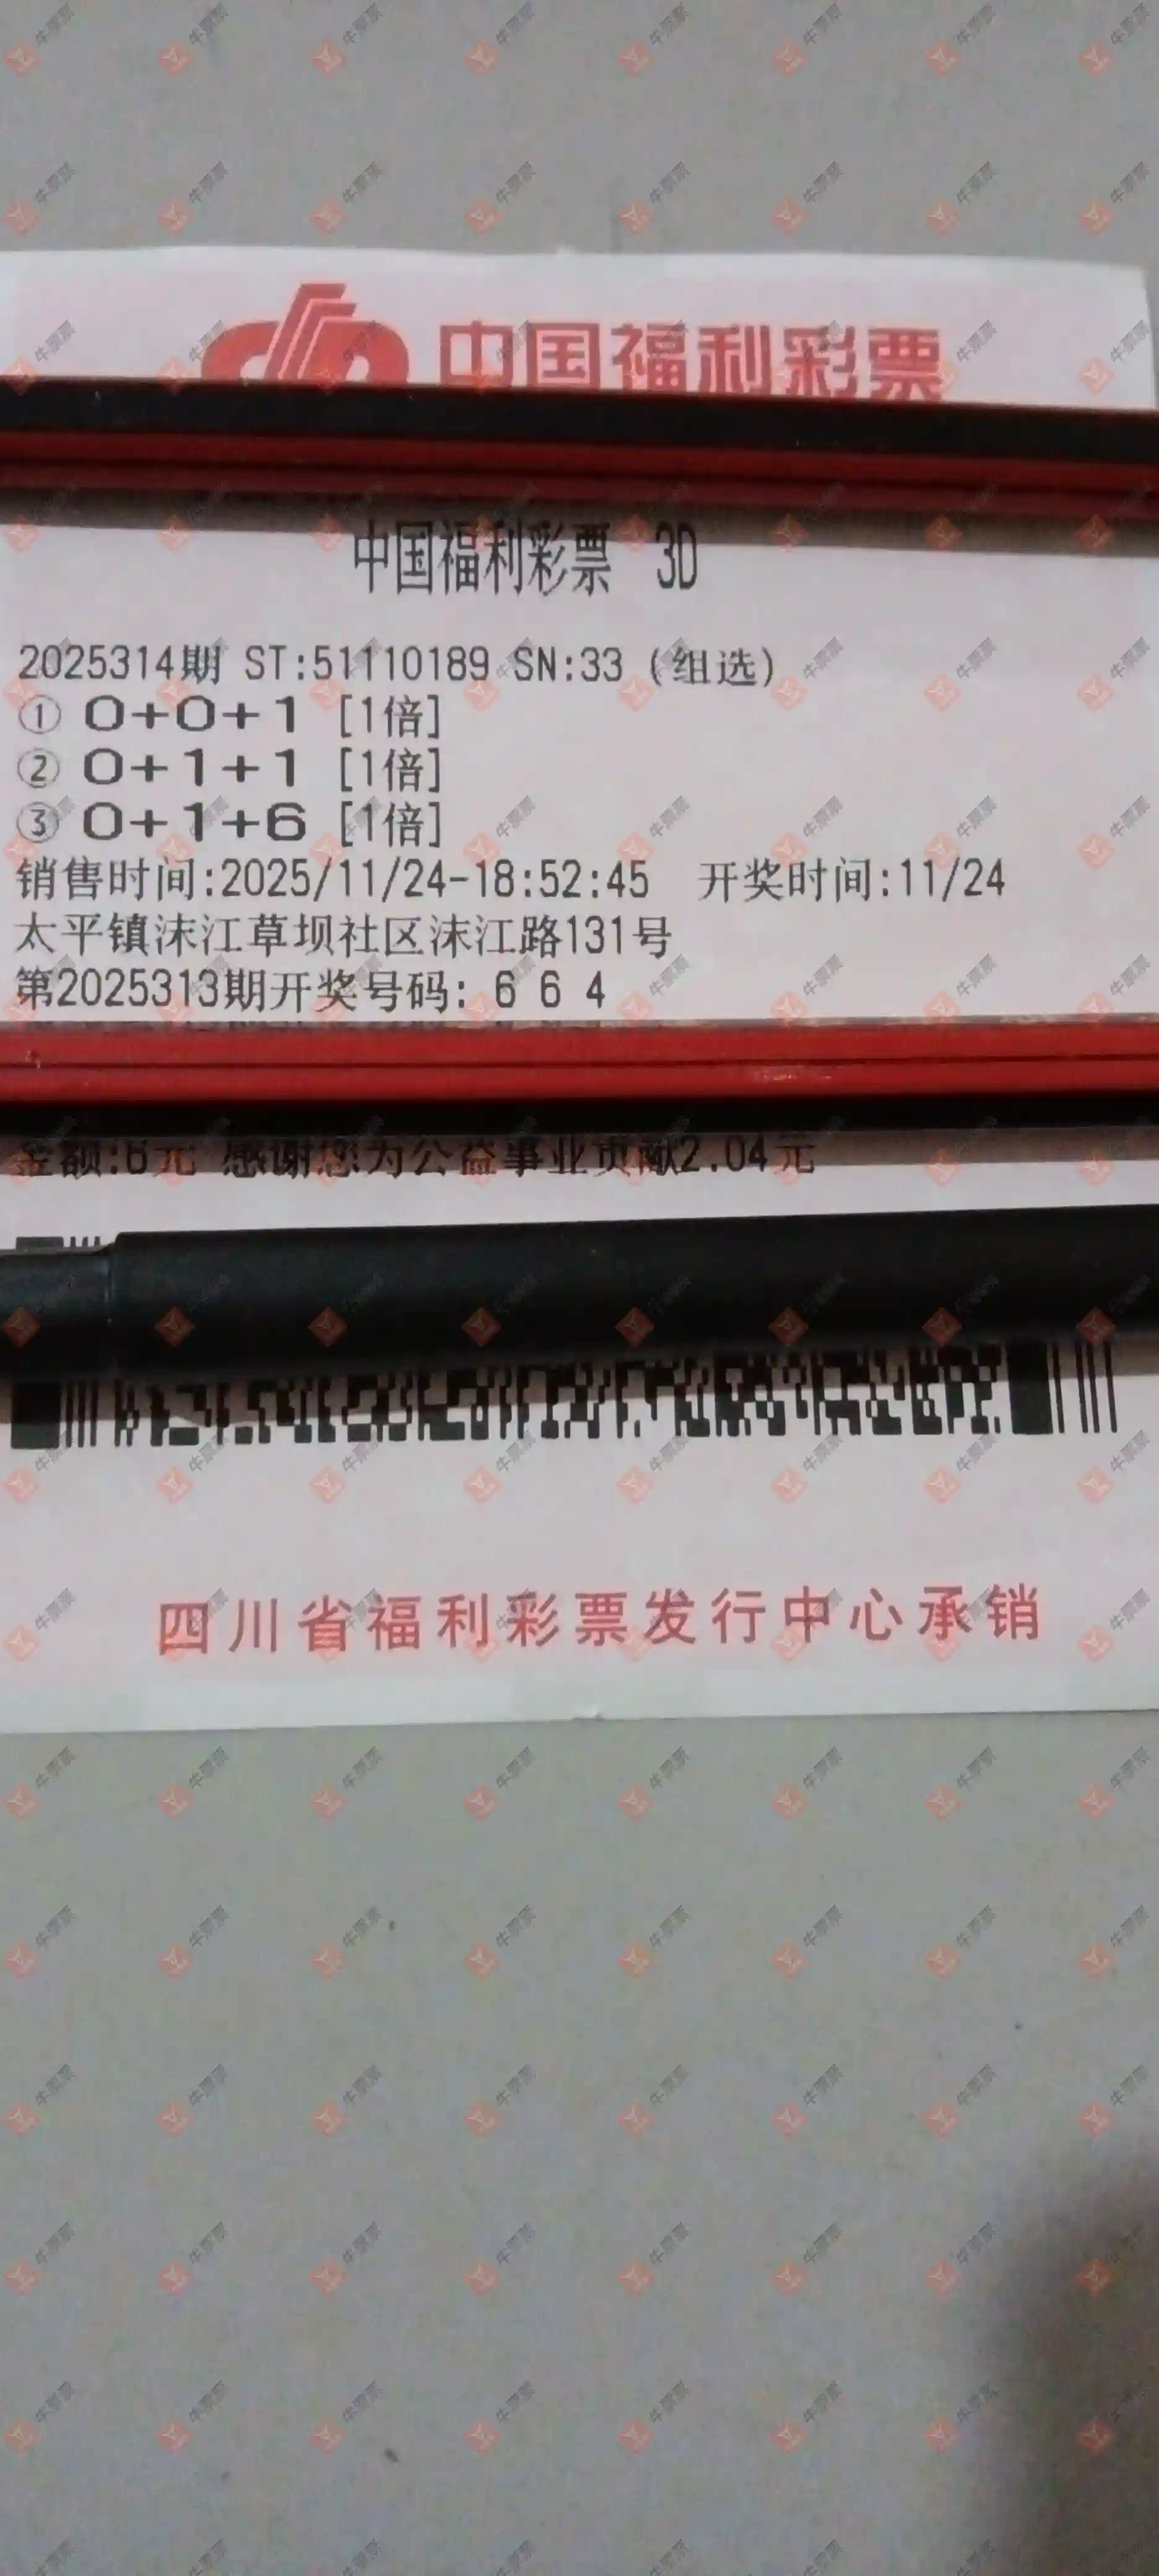 中国福利彩票
中国福利彩票 3D
2025314期 ST:51110189 SN:33 (组选)
① 0+0+1 [1倍]
② 0+1+1 [1倍]
③ 0+1+6 [1倍]
销售时间:2025/11/24-18:52:45 开奖时间:11/24
太平镇沫江草坝社区沫江路131号
第2025313期开奖号码: 6 6 4
金额:6元 感谢您为公益事业贡献2.04元
四川省福利彩票发行中心承销